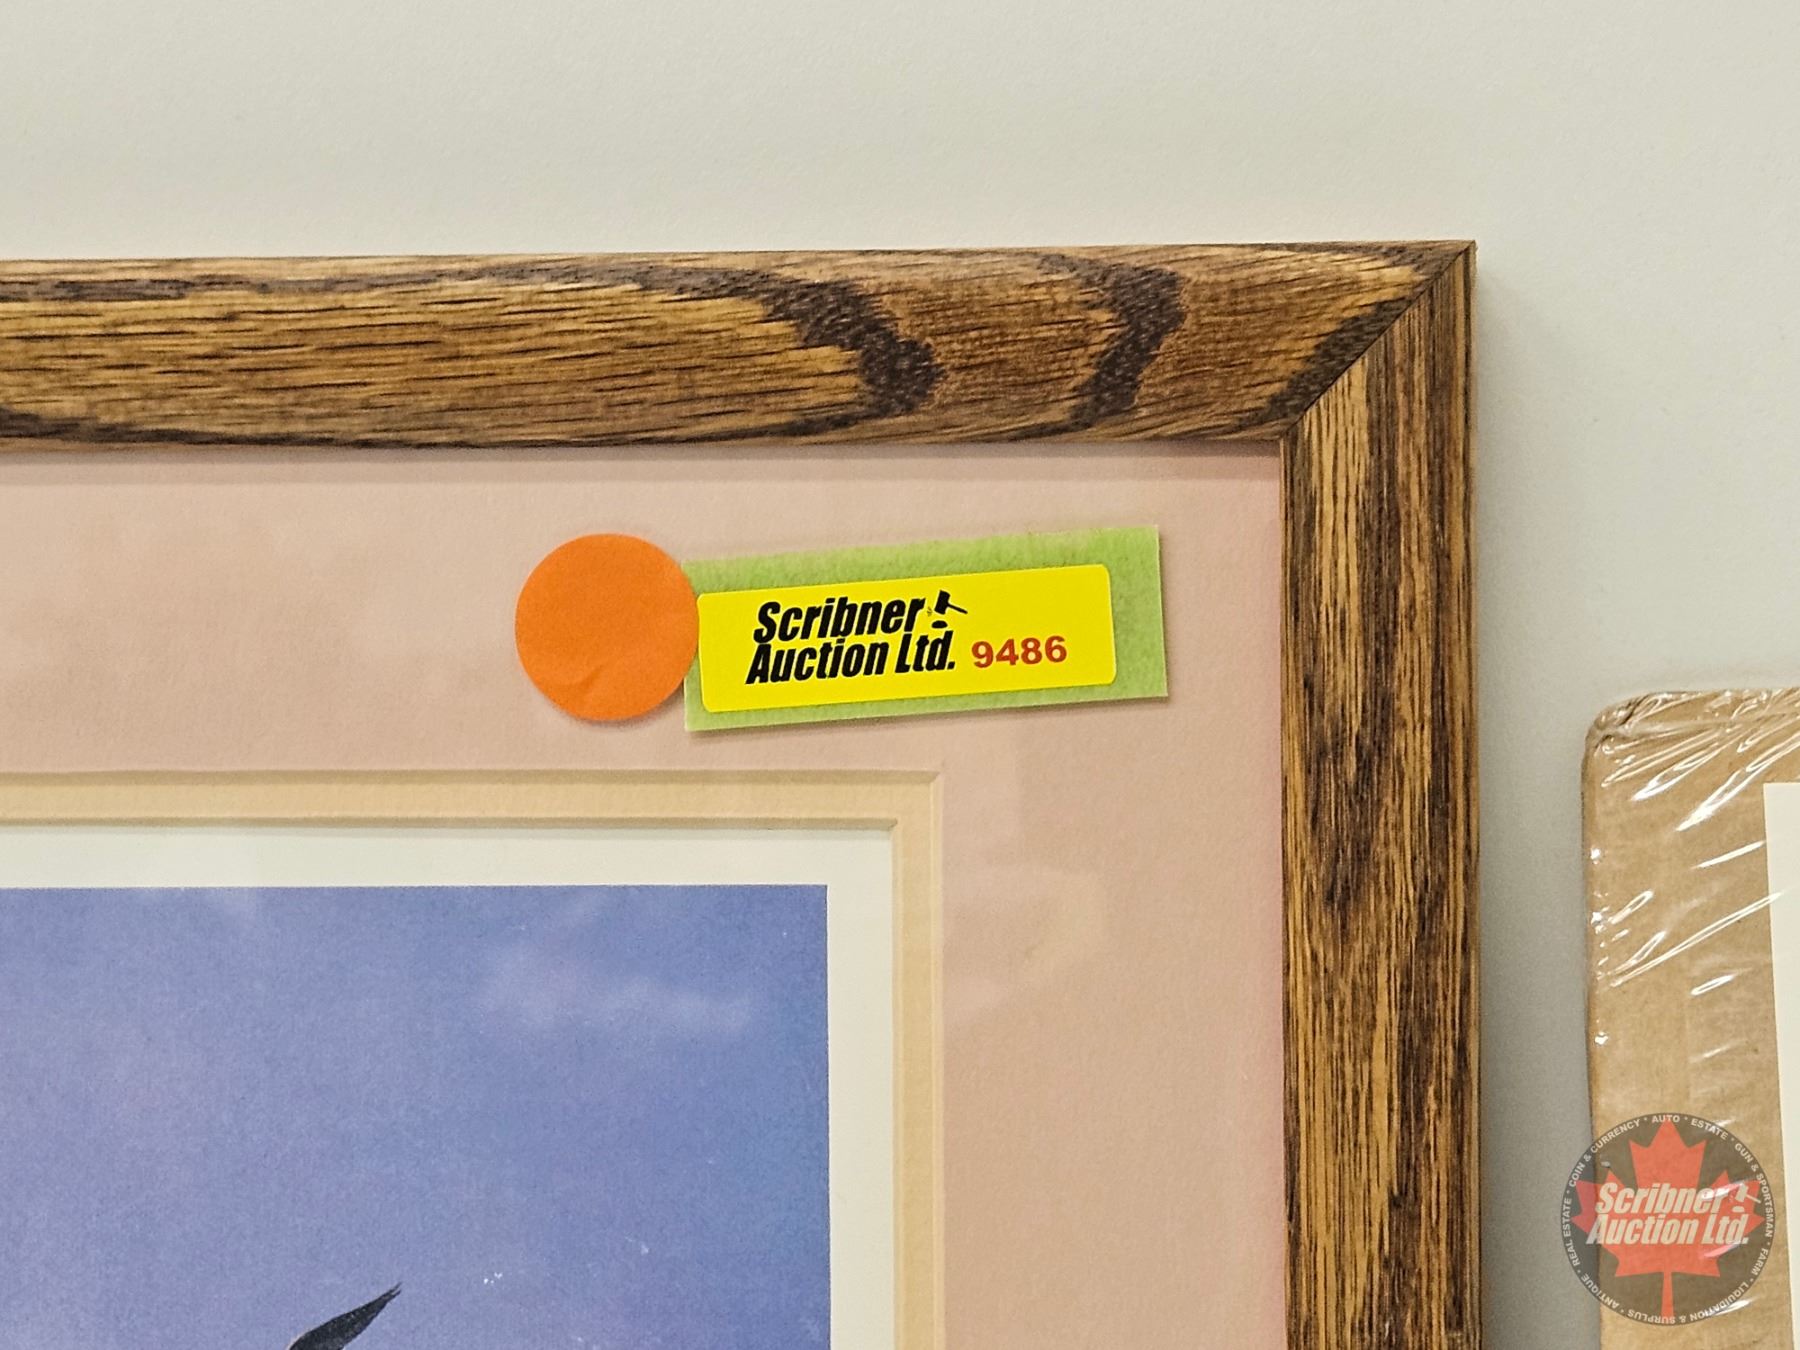 Scribner
Auction Ltd. 9486
COIN & CURRENCY • AUTO • ESTATE • GUN & SPORTSMAN • FARM • LIQUIDATION & SURPLUS • ANTIQUE • REAL ESTATE •
Scribner
Auction Ltd.